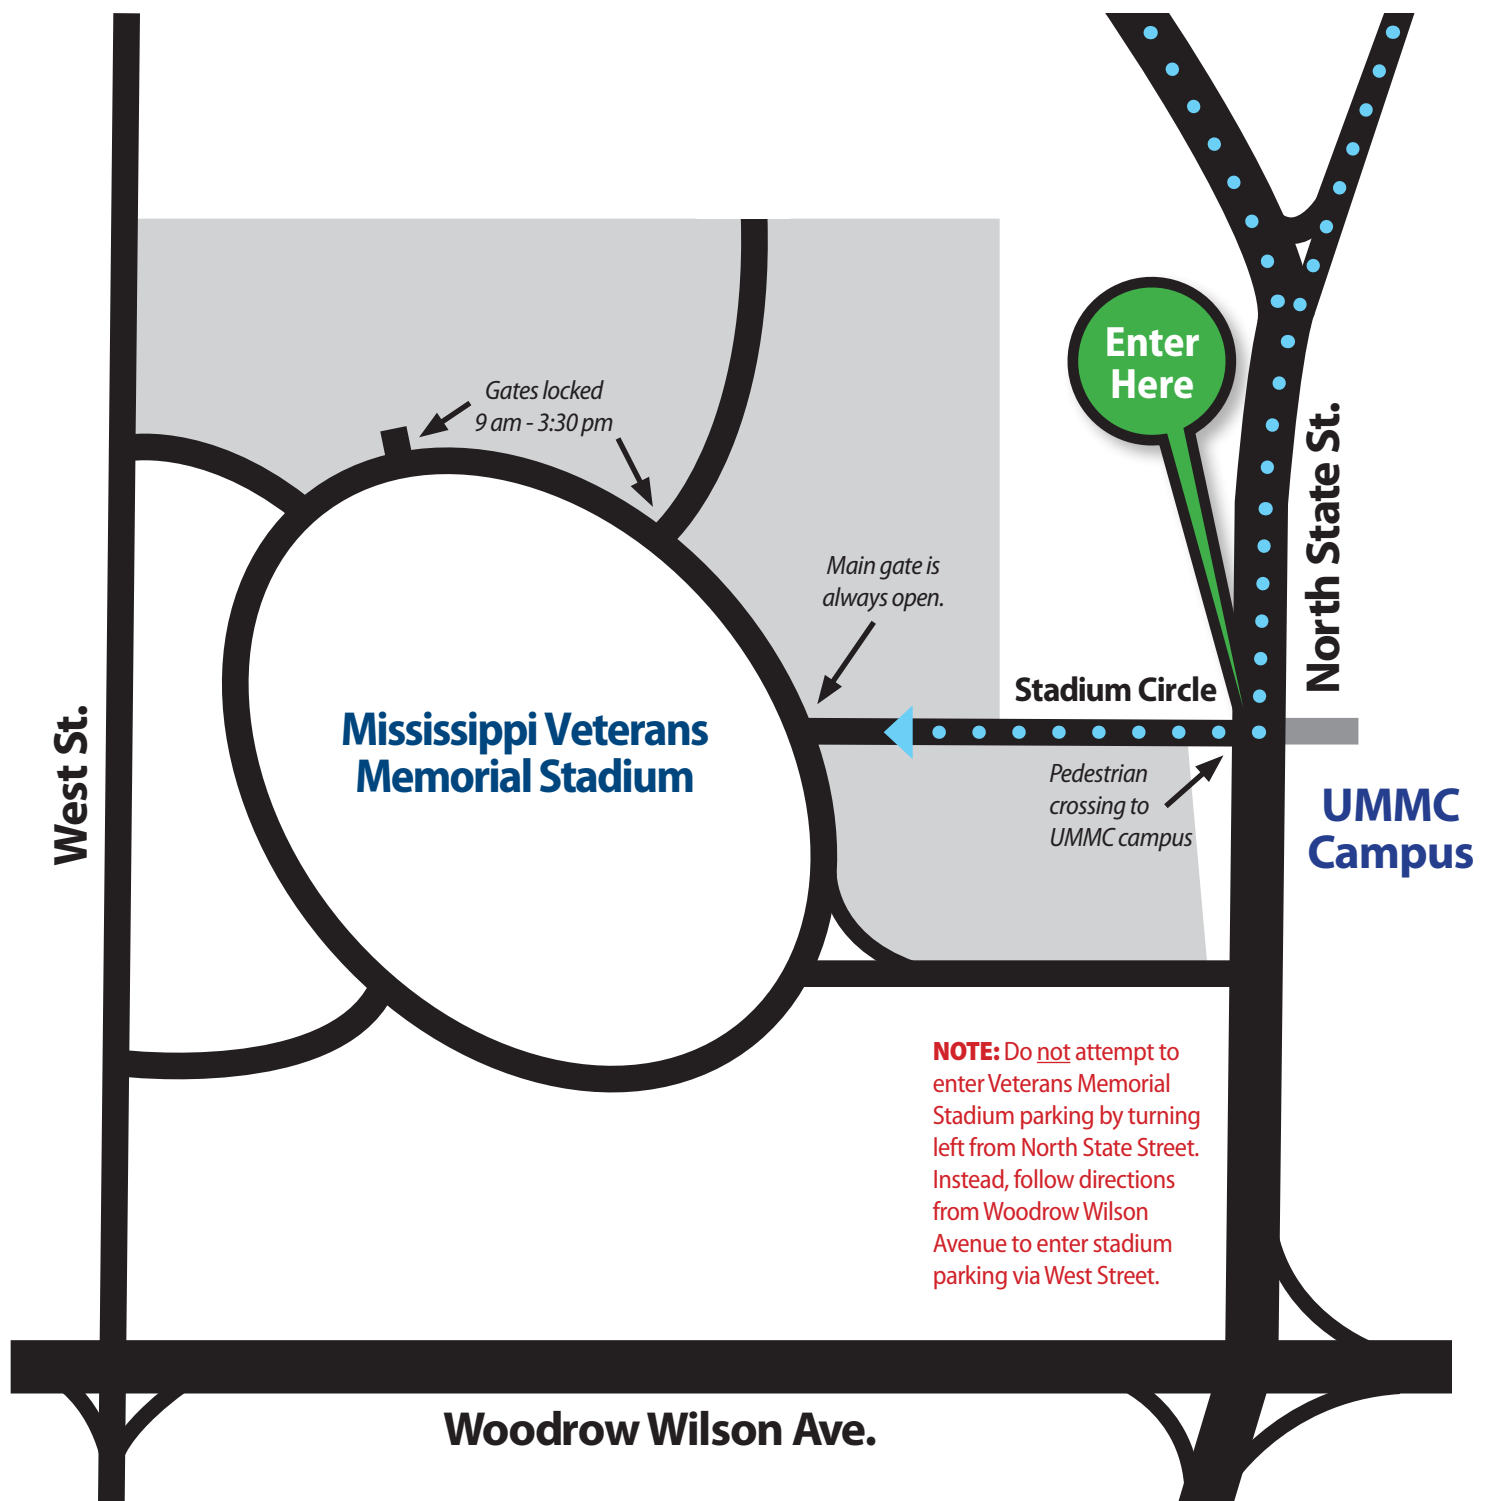 Enter
Here
Gates locked
9 am - 3:30 pm
North State St.
Main gate is
always open.
Stadium Circle
West St.
Mississippi Veterans
Memorial Stadium
Pedestrian
crossing to
UMMC campus
UMMC
Campus
NOTE: Do not attempt to
enter Veterans Memorial
Stadium parking by turning
left from North State Street.
Instead, follow directions
from Woodrow Wilson
Avenue to enter stadium
parking via West Street.
Woodrow Wilson Ave.